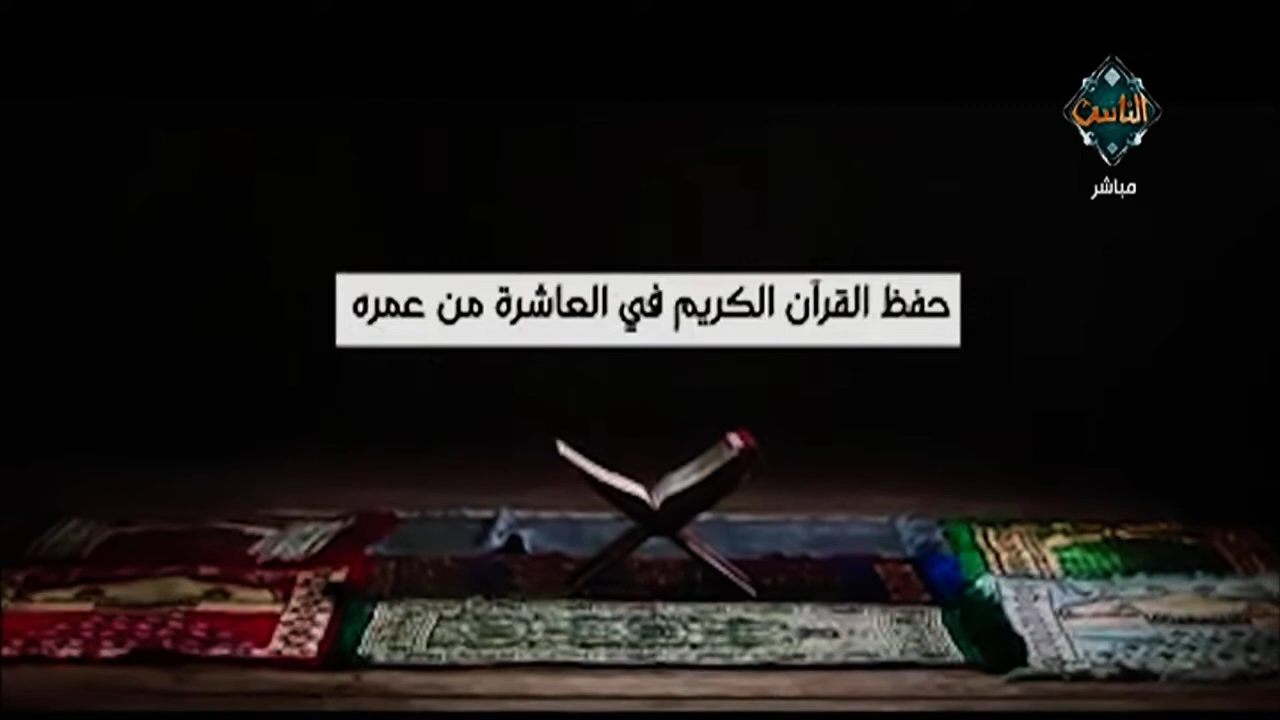 الناس
مباشر
حفظ القرآن الكريم في العاشرة من عمره